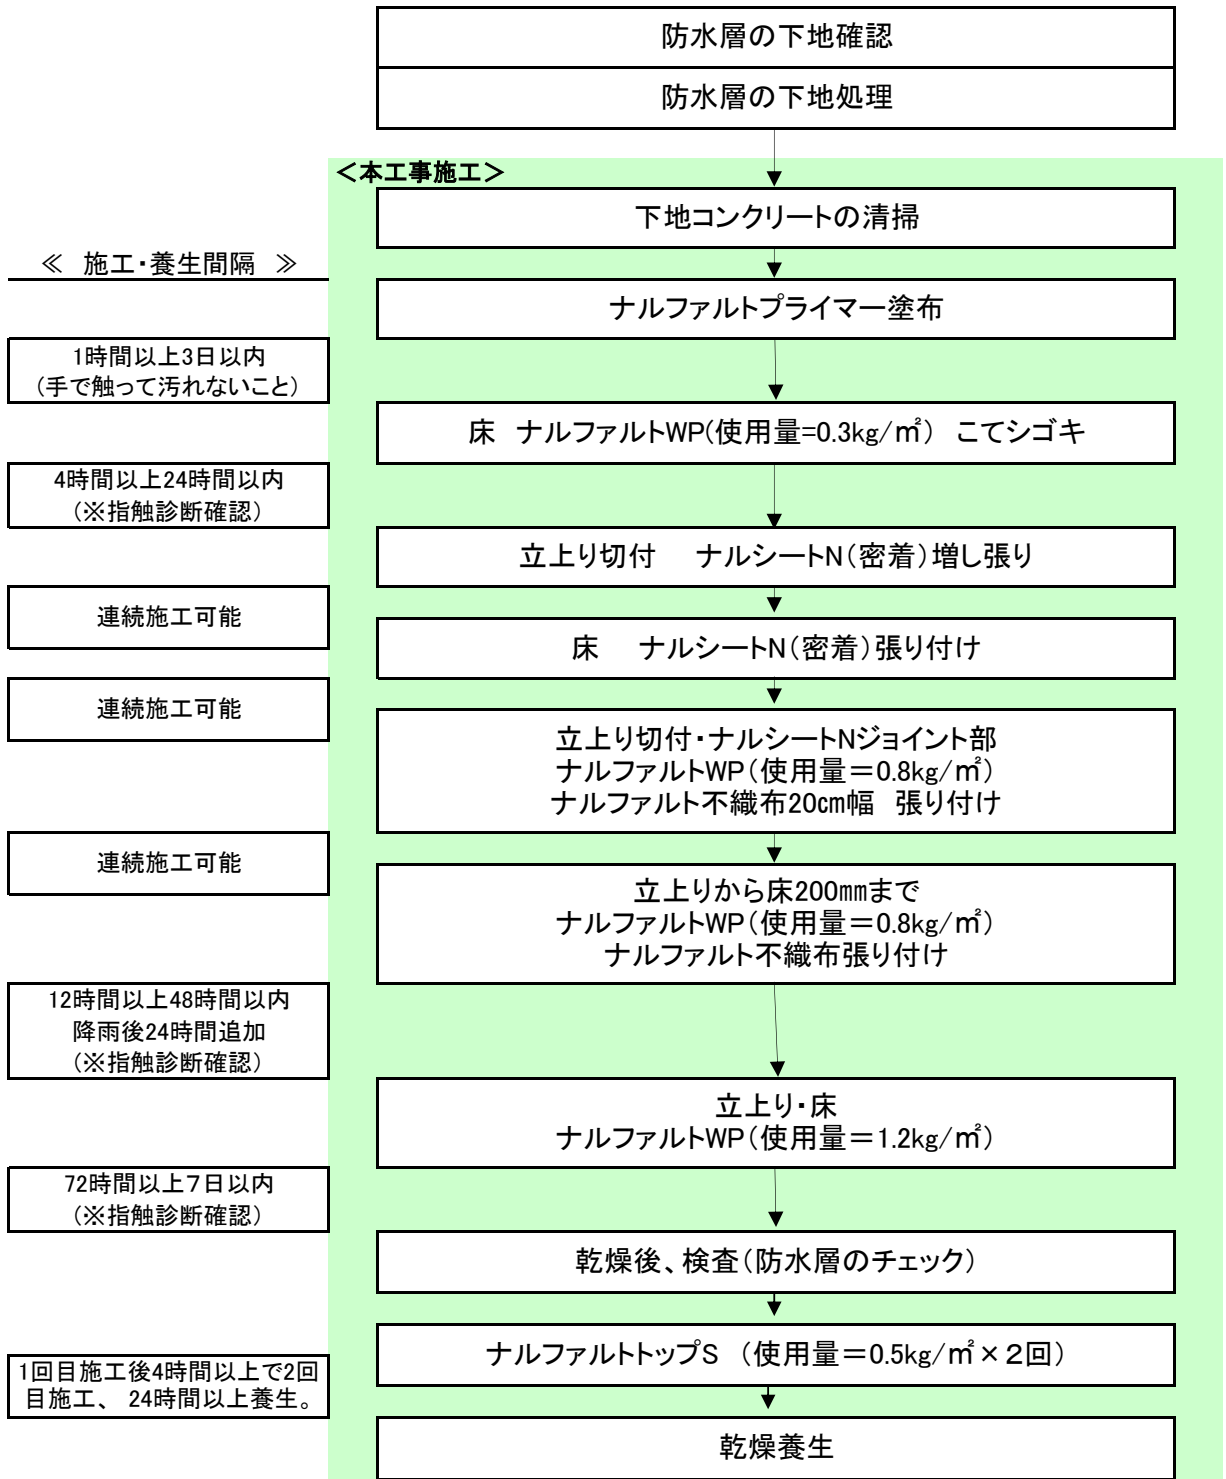 防水層の下地確認
防水層の下地処理
＜本工事施工＞
下地コンクリートの清掃
≪　施工・養生間隔　≫
ナルファルトプライマー塗布
1時間以上3日以内
（手で触って汚れないこと）
床　ナルファルトWP(使用量=0.3kg/㎡)　こてシゴキ
4時間以上24時間以内
（※指触診断確認）
立上り切付　　ナルシートN（密着）増し張り
連続施工可能
床　　ナルシートN（密着）張り付け
連続施工可能
立上り切付・ナルシートNジョイント部
ナルファルトWP（使用量＝0.8kg/㎡）
ナルファルト不織布20㎝幅　張り付け
連続施工可能
立上りから床200㎜まで
ナルファルトWP（使用量＝0.8kg/㎡）
ナルファルト不織布張り付け
12時間以上48時間以内
降雨後24時間追加
（※指触診断確認）
立上り・床
ナルファルトWP（使用量＝1.2kg/㎡）
72時間以上７日以内
（※指触診断確認）
乾燥後、検査（防水層のチェック）
ナルファルトトップS　（使用量＝0.5kg/㎡×２回）
1回目施工後4時間以上で2回
目施工、 24時間以上養生。
乾燥養生